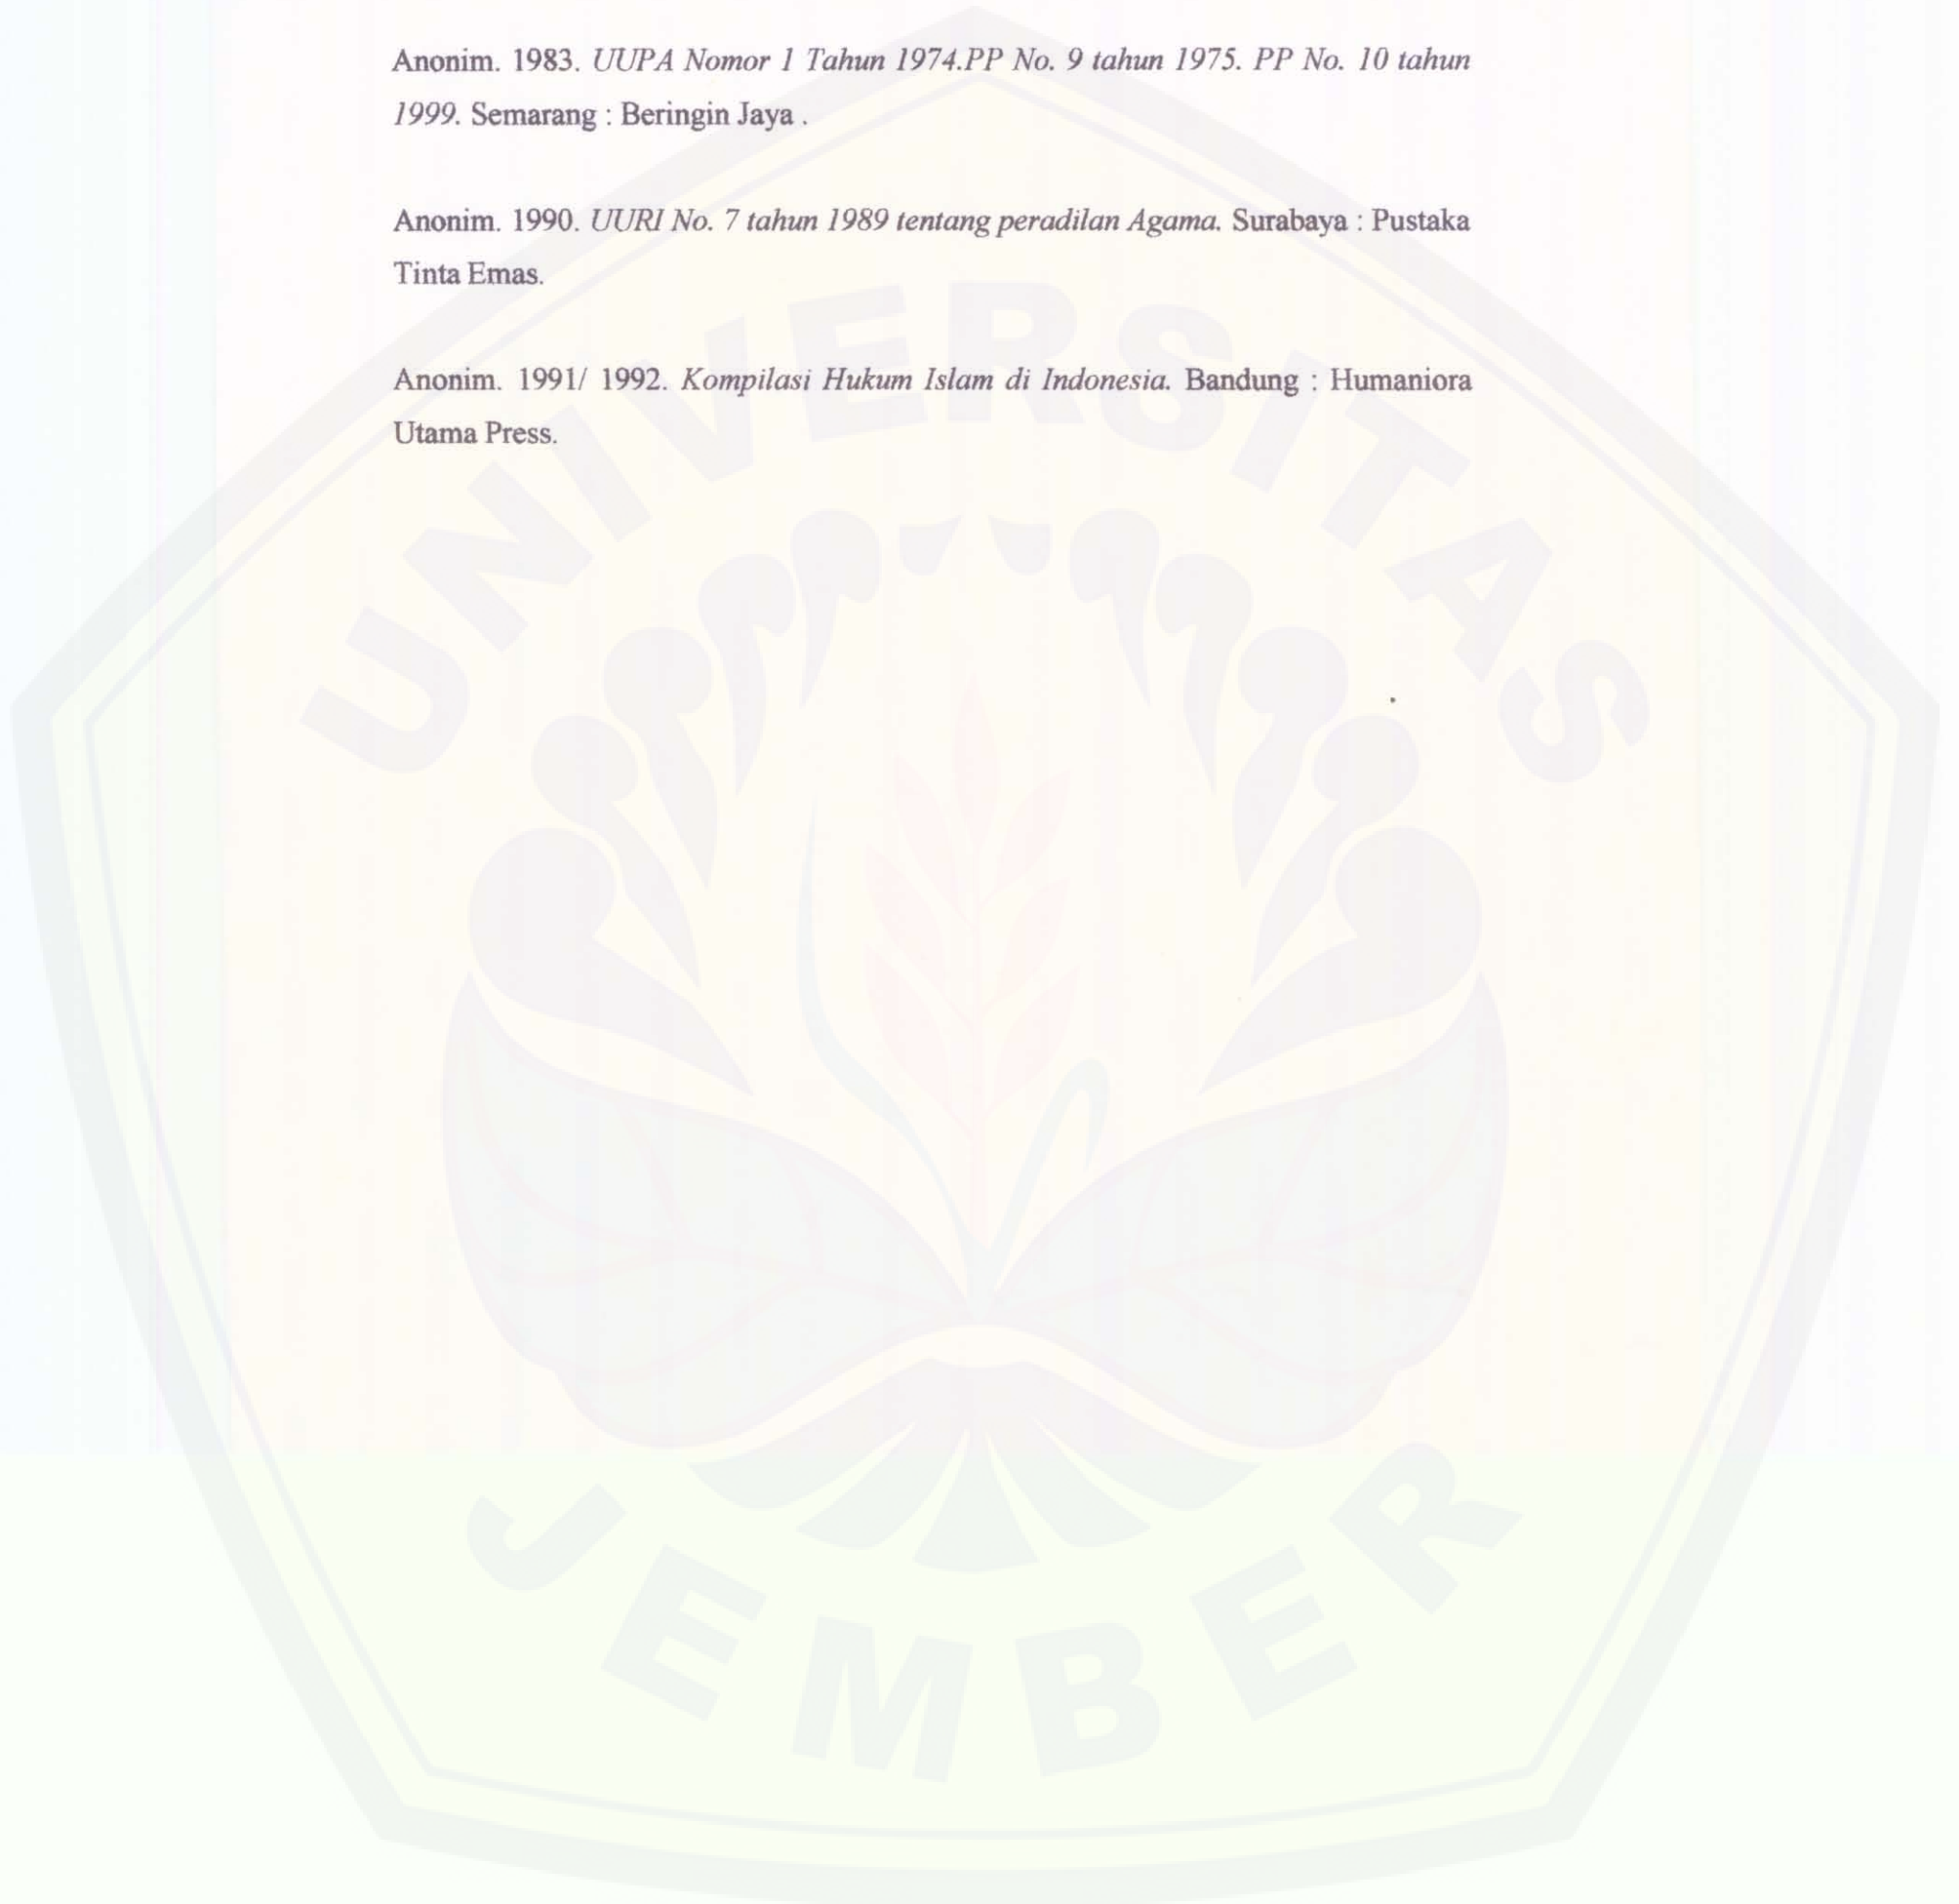 Anonim. 1983. UUPA Nomor 1 Tahun 1974.PP No. 9 tahun 1975. PP No. 10 tahun
1999. Semarang : Beringin Jaya .
Anonim. 1990. UURI No. 7 tahun 1989 tentang peradilan Agama. Surabaya : Pustaka
Tinta Emas.
Anonim. 1991/ 1992. Kompilasi Hukum Islam di Indonesia. Bandung : Humaniora
Utama Press.
UNIVERSITAS
JEMBER